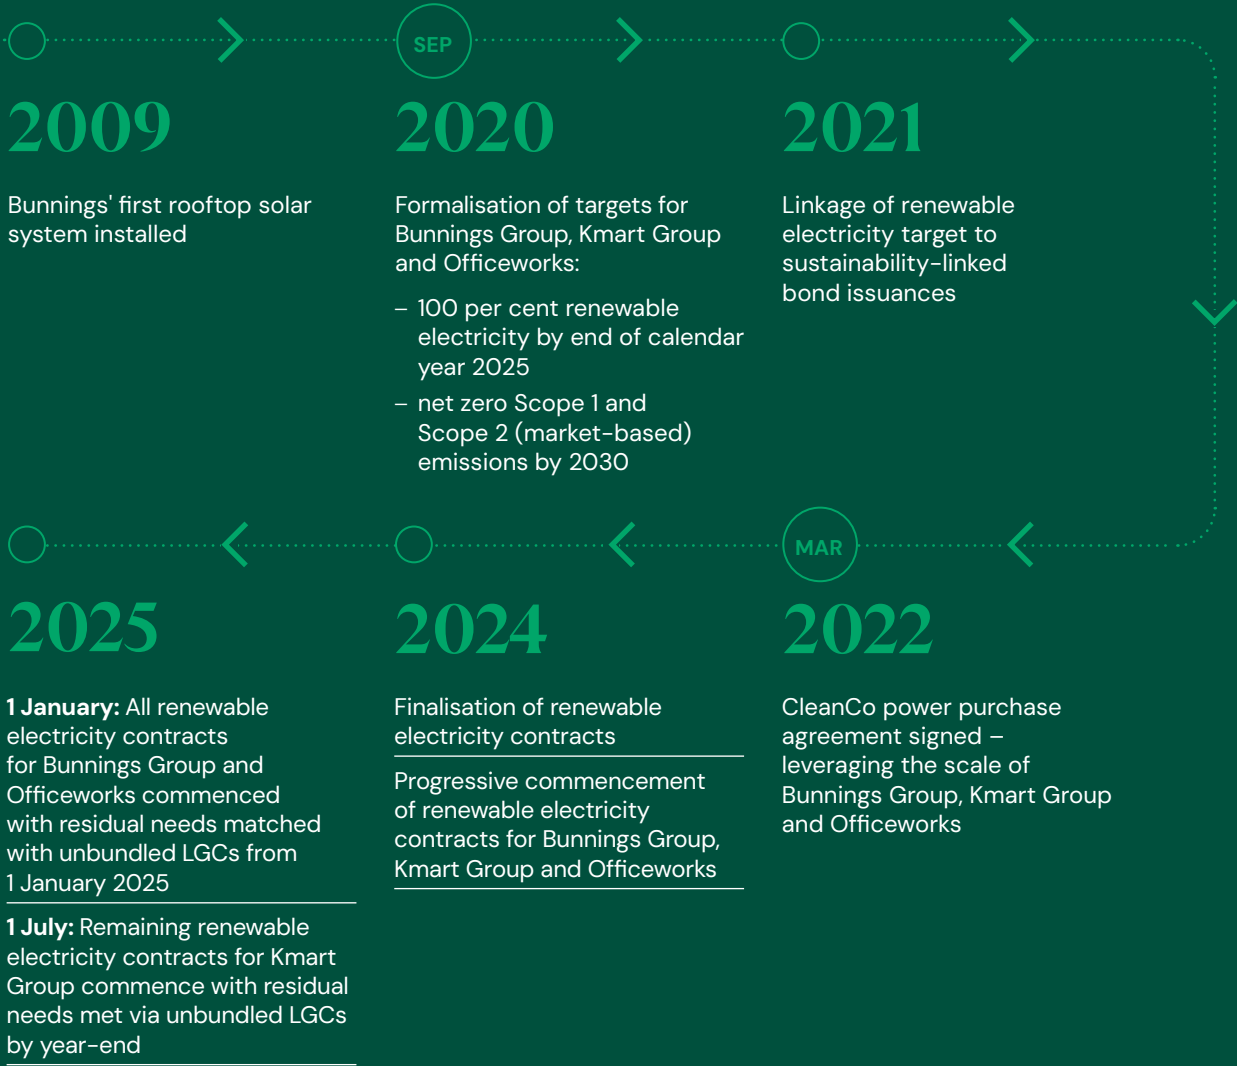 2009
Bunnings' first rooftop solar
system installed
SEP
2020
Formalisation of targets for
Bunnings Group, Kmart Group
and Officeworks:
– 100 per cent renewable
electricity by end of calendar
year 2025
– net zero Scope 1 and
Scope 2 (market-based)
emissions by 2030
2021
Linkage of renewable
electricity target to
sustainability-linked
bond issuances
MAR
2022
CleanCo power purchase
agreement signed –
leveraging the scale of
Bunnings Group, Kmart Group
and Officeworks
2024
Finalisation of renewable
electricity contracts
Progressive commencement
of renewable electricity
contracts for Bunnings Group,
Kmart Group and Officeworks
2025
1 January: All renewable
electricity contracts
for Bunnings Group and
Officeworks commenced
with residual needs matched
with unbundled LGCs from
1 January 2025
1 July: Remaining renewable
electricity contracts for Kmart
Group commence with residual
needs met via unbundled LGCs
by year-end